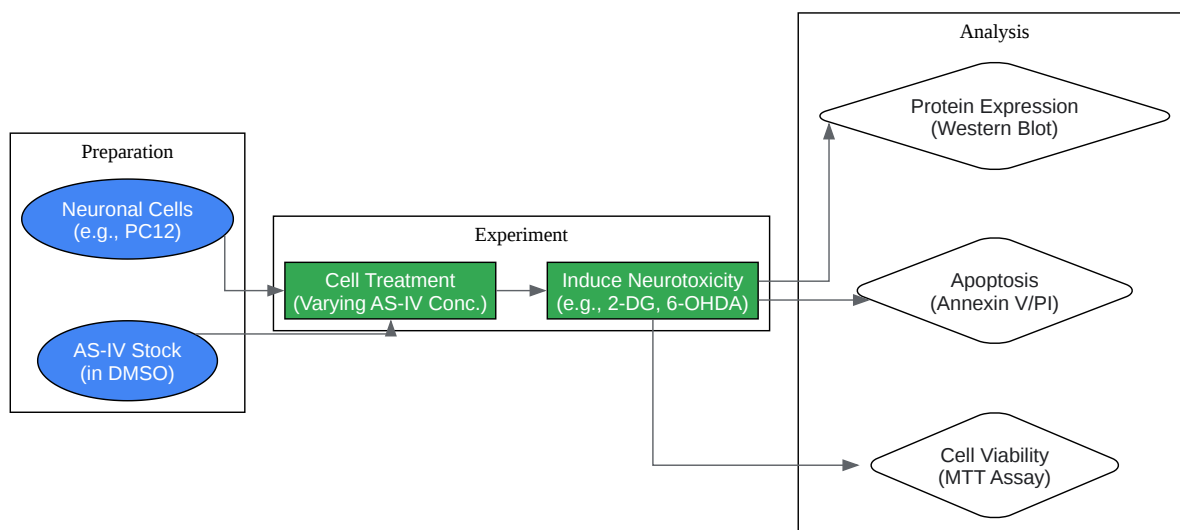 Preparation
Neuronal Cells
(e.g., PC12)
AS-IV Stock
(in DMSO)
Experiment
Cell Treatment
(Varying AS-IV Conc.)
Induce Neurotoxicity
(e.g., 2-DG, 6-OHDA)
Analysis
Protein Expression
(Western Blot)
Apoptosis
(Annexin V/PI)
Cell Viability
(MTT Assay)